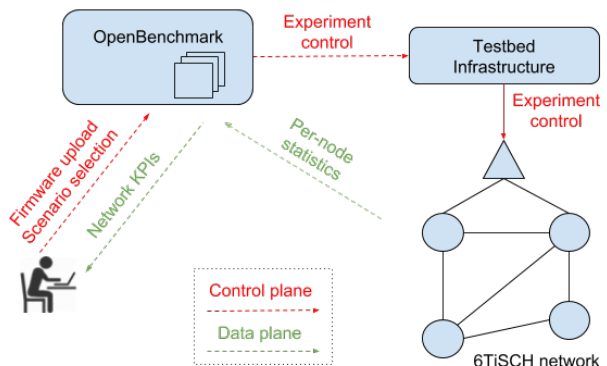 OpenBenchmark
Experiment
control
Testbed
Infrastructure
Experiment
control
Firmware upload
Scenario selection
Network KPIs
Per-node
statistics
Control plane
Data plane
6TiSCH network